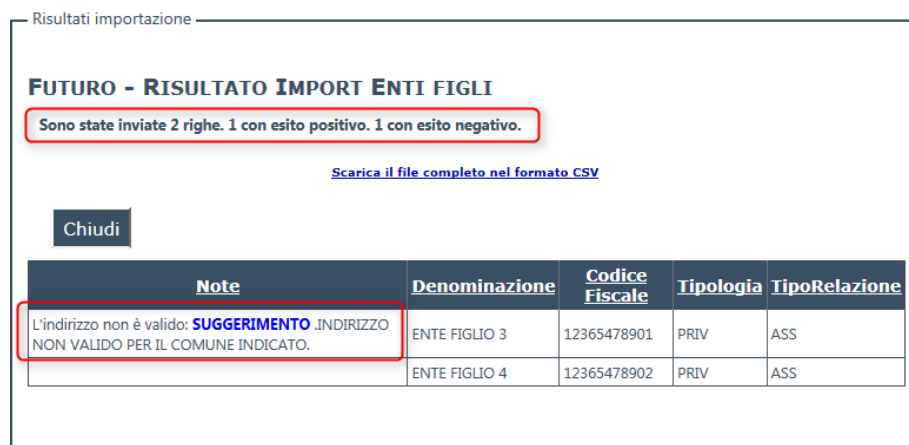 Risultati importazione
FUTURO - RISULTATO IMPORT ENTI FIGLI
Sono state inviate 2 righe. 1 con esito positivo. 1 con esito negativo.
Scarica il file completo nel formato CSV
Chiudi
Note Denominazione Codice Fiscale Tipologia TipoRelazione
L'indirizzo non è valido: SUGGERIMENTO .INDIRIZZO
NON VALIDO PER IL COMUNE INDICATO. ENTE FIGLIO 3 12365478901 PRIV ASS
ENTE FIGLIO 4 12365478902 PRIV ASS